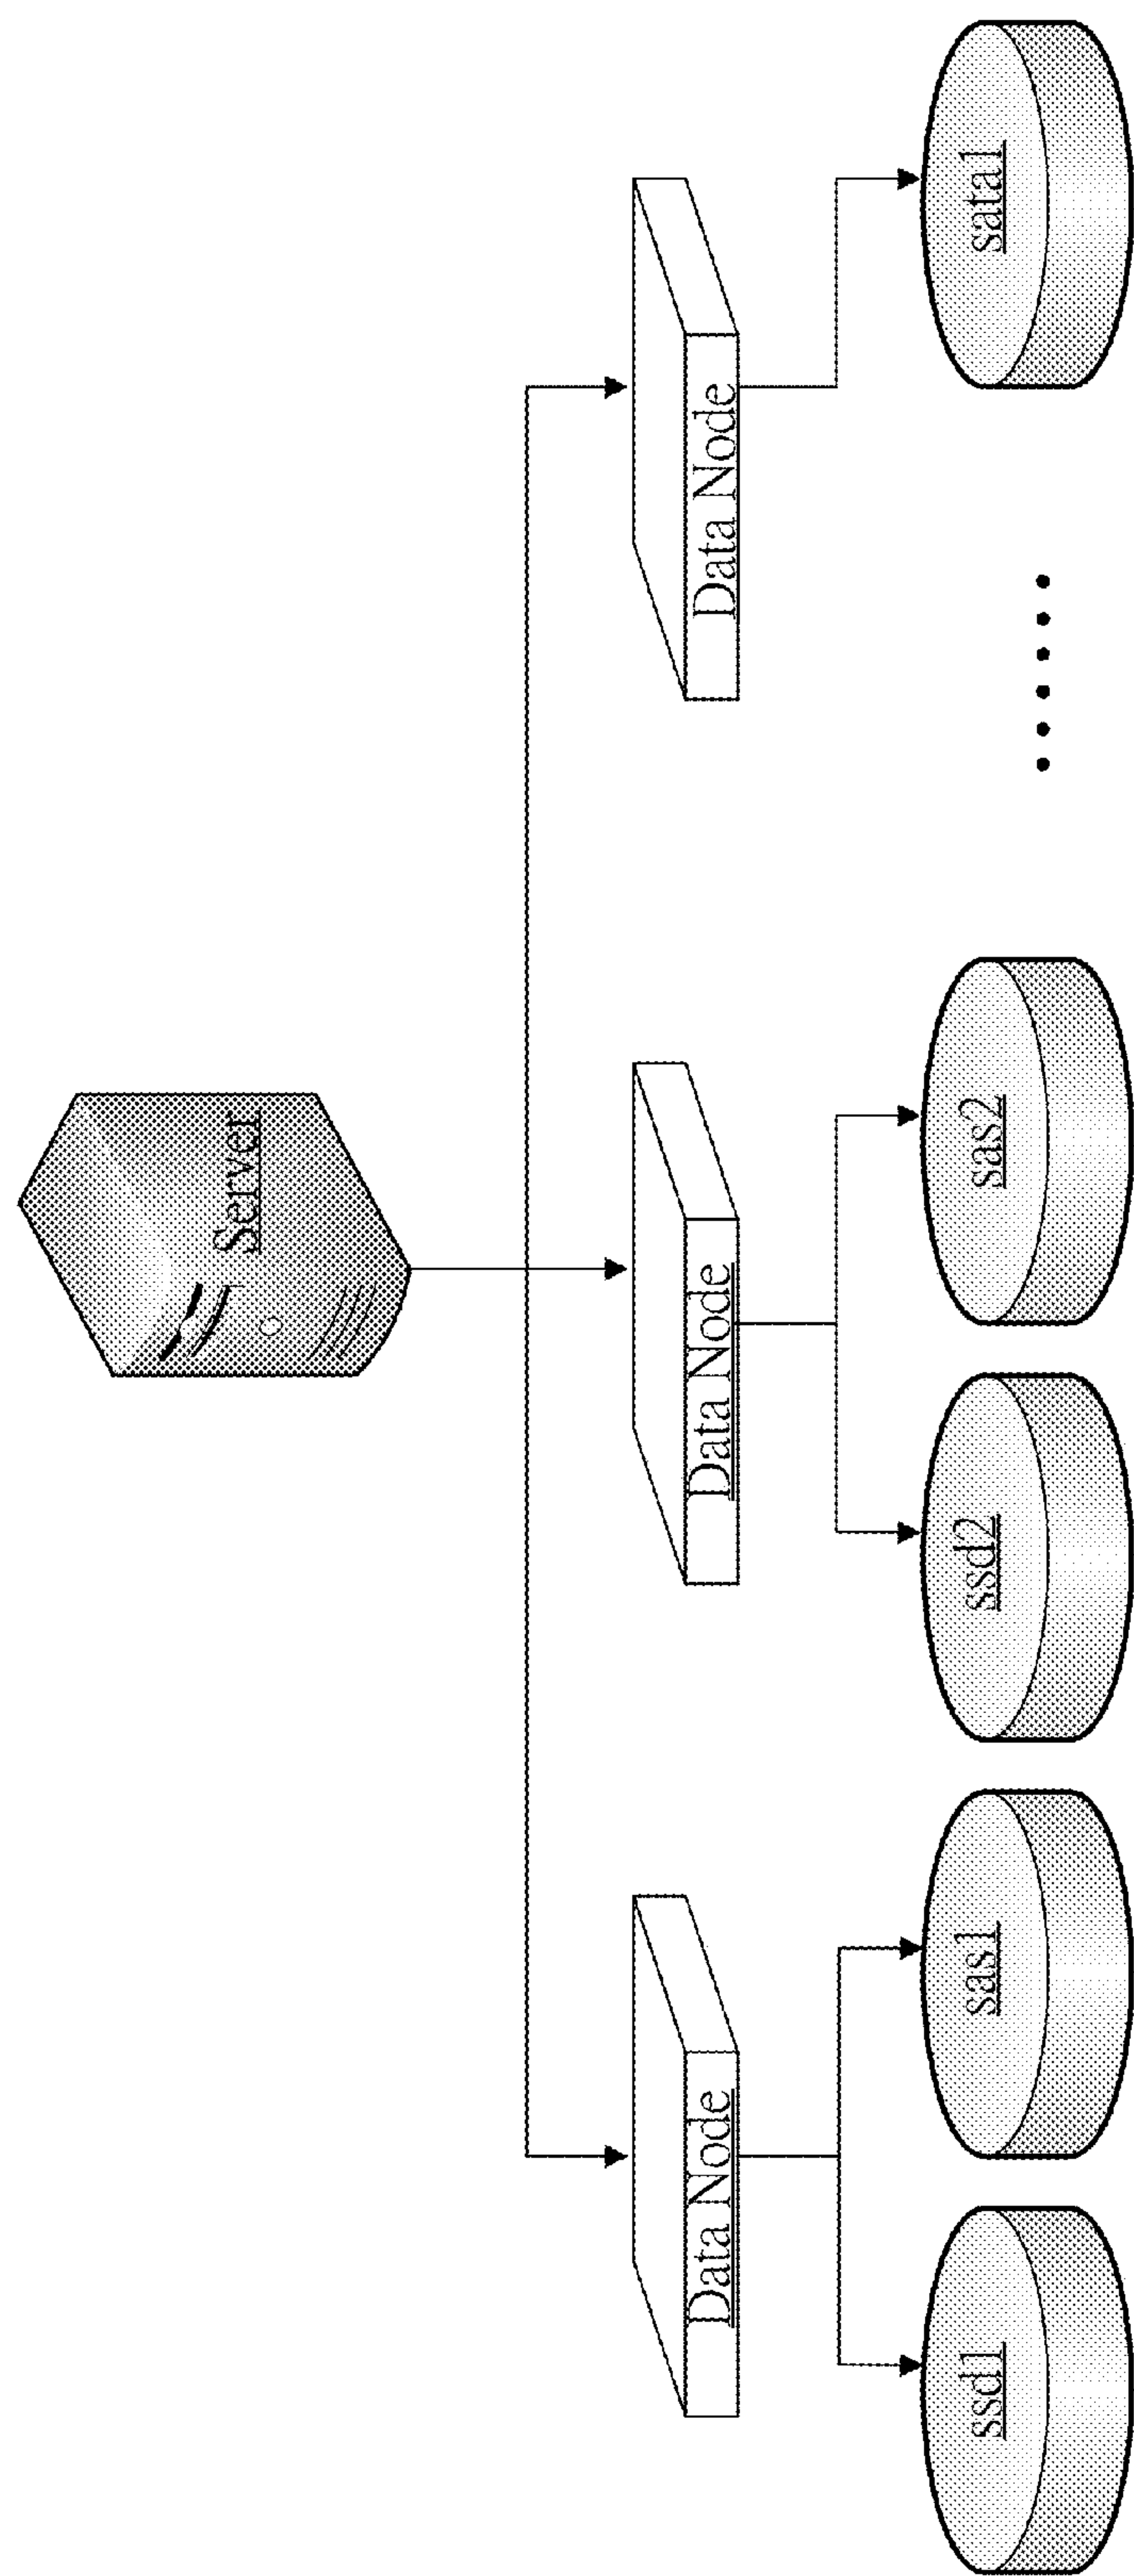 Server
Data Node
Data Node
Data Node
ssd1
sas1
ssd2
sas2
sata1